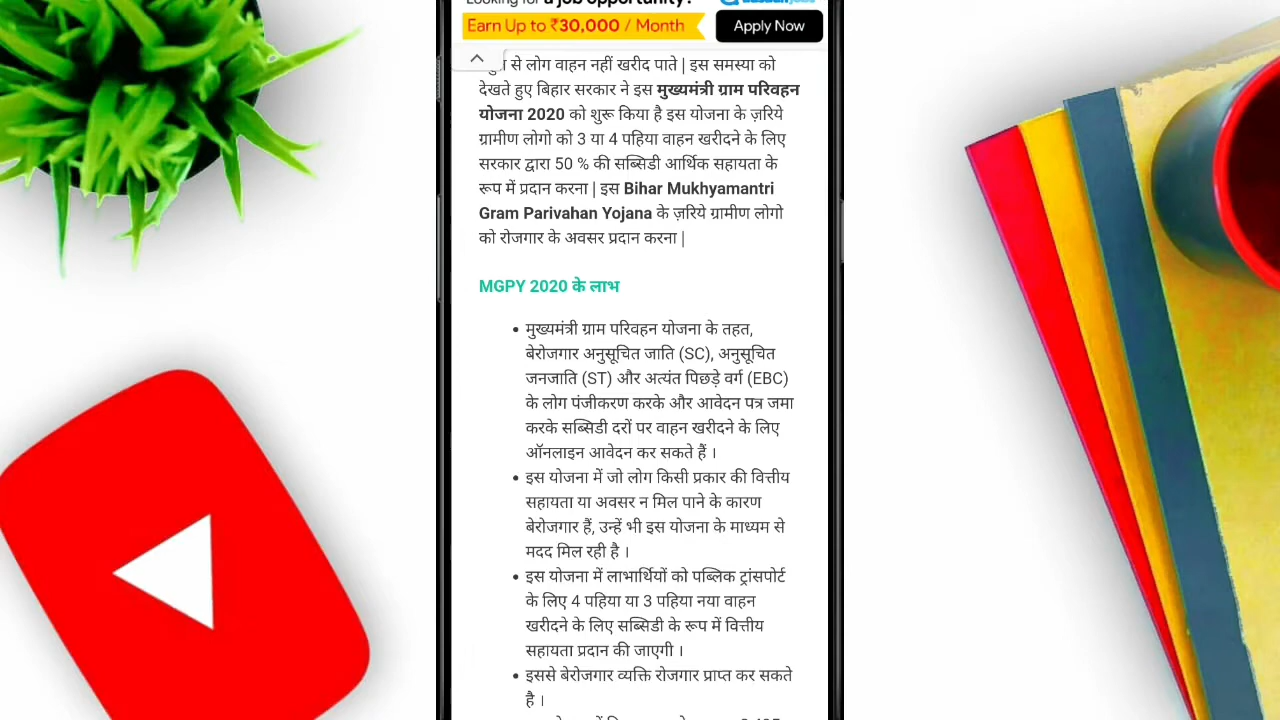 Looking for a job opportunity?
Earn Up to ₹30,000 / Month
Apply Now
से लोग वाहन नहीं खरीद पाते | इस समस्या को
देखते हुए बिहार सरकार ने इस मुख्यमंत्री ग्राम परिवहन
योजना 2020 को शुरू किया है इस योजना के ज़रिये
ग्रामीण लोगो को 3 या 4 पहिया वाहन खरीदने के लिए
सरकार द्वारा 50 % की सब्सिडी आर्थिक सहायता के
रूप में प्रदान करना | इस Bihar Mukhyamantri
Gram Parivahan Yojana के ज़रिये ग्रामीण लोगो
को रोजगार के अवसर प्रदान करना |
MGPY 2020 के लाभ
मुख्यमंत्री ग्राम परिवहन योजना के तहत,
बेरोजगार अनुसूचित जाति (SC), अनुसूचित
जनजाति (ST) और अत्यंत पिछड़े वर्ग (EBC)
के लोग पंजीकरण करके और आवेदन पत्र जमा
करके सब्सिडी दरों पर वाहन खरीदने के लिए
ऑनलाइन आवेदन कर सकते हैं ।
इस योजना में जो लोग किसी प्रकार की वित्तीय
सहायता या अवसर न मिल पाने के कारण
बेरोजगार हैं, उन्हें भी इस योजना के माध्यम से
मदद मिल रही है ।
इस योजना में लाभार्थियों को पब्लिक ट्रांसपोर्ट
के लिए 4 पहिया या 3 पहिया नया वाहन
खरीदने के लिए सब्सिडी के रूप में वित्तीय
सहायता प्रदान की जाएगी ।
इससे बेरोजगार व्यक्ति रोजगार प्राप्त कर सकते
है ।